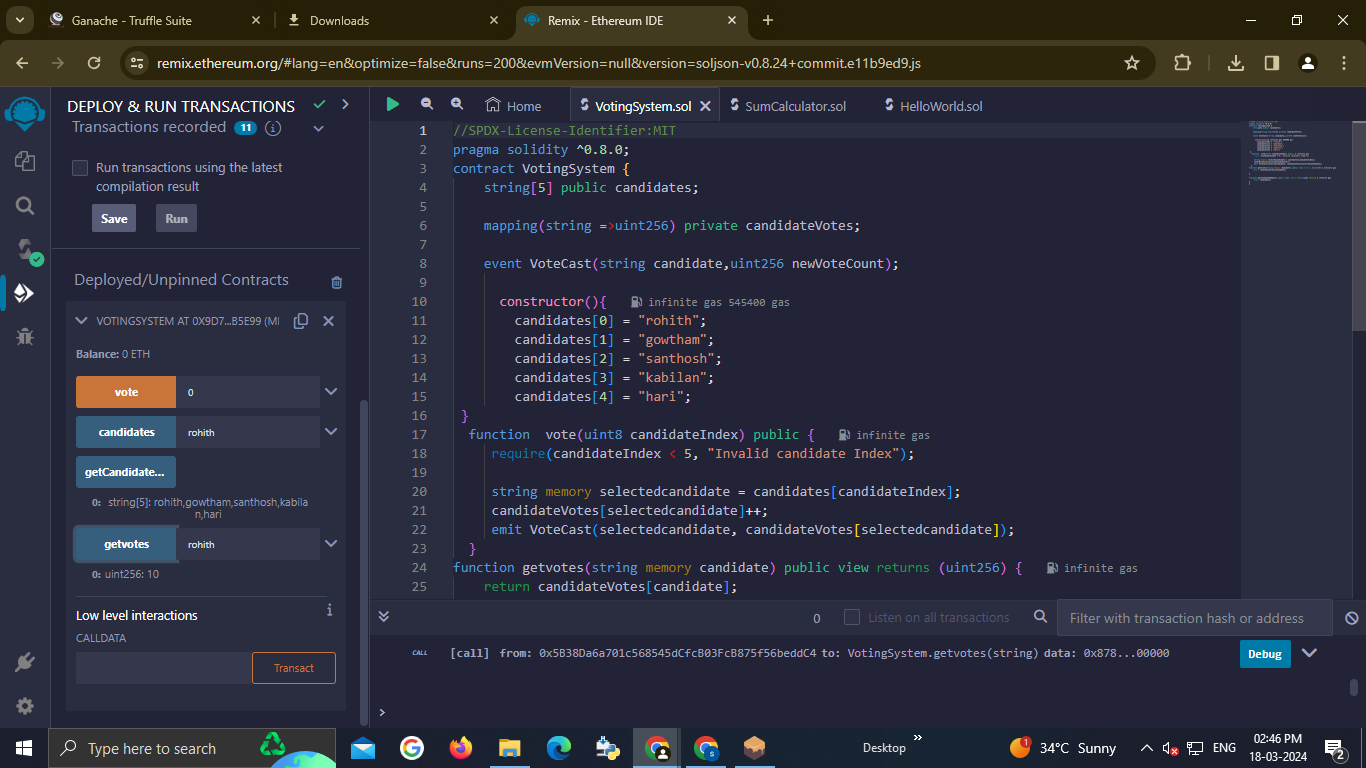 Ganache - Truffle Suite
Downloads
Remix - Ethereum IDE
remix.ethereum.org/#lang=en&optimize=false&runs=200&evmVersion=null&version=soljson-v0.8.24+commit.e11b9ed9.js
DEPLOY & RUN TRANSACTIONS
Transactions recorded 11 i
Run transactions using the latest
compilation result
Save Run
Deployed/Unpinned Contracts
VOTINGSYSTEM AT 0X9D7...B5E99 (MI
Balance: 0 ETH
vote 0
candidates rohith
getCandidate...
0: string[5]: rohith,gowtham,santhosh,kabila
n,hari
getvotes rohith
0: uint256: 10
Low level interactions i
CALLDATA
Transact
Home VotingSystem.sol SumCalculator.sol HelloWorld.sol
1 //SPDX-License-Identifier:MIT
2 pragma solidity ^0.8.0;
3 contract VotingSystem {
4 string[5] public candidates;
5
6 mapping(string =>uint256) private candidateVotes;
7
8 event VoteCast(string candidate,uint256 newVoteCount);
9
10 constructor(){ infinite gas 545400 gas
11 candidates[0] = "rohith";
12 candidates[1] = "gowtham";
13 candidates[2] = "santhosh";
14 candidates[3] = "kabilan";
15 candidates[4] = "hari";
16 }
17 function vote(uint8 candidateIndex) public { infinite gas
18 require(candidateIndex < 5, "Invalid candidate Index");
19
20 string memory selectedcandidate = candidates[candidateIndex];
21 candidateVotes[selectedcandidate]++;
22 emit VoteCast(selectedcandidate, candidateVotes[selectedcandidate]);
23 }
24 function getvotes(string memory candidate) public view returns (uint256) { infinite gas
25 return candidateVotes[candidate];
0 Listen on all transactions Filter with transaction hash or address
CALL [call] from: 0x5B38Da6a701c568545dCfcB03FcB875f56beddC4 to: VotingSystem.getvotes(string) data: 0x878...00000 Debug
>
Type here to search
Desktop
1 34°C Sunny
ENG
02:46 PM
18-03-2024
2